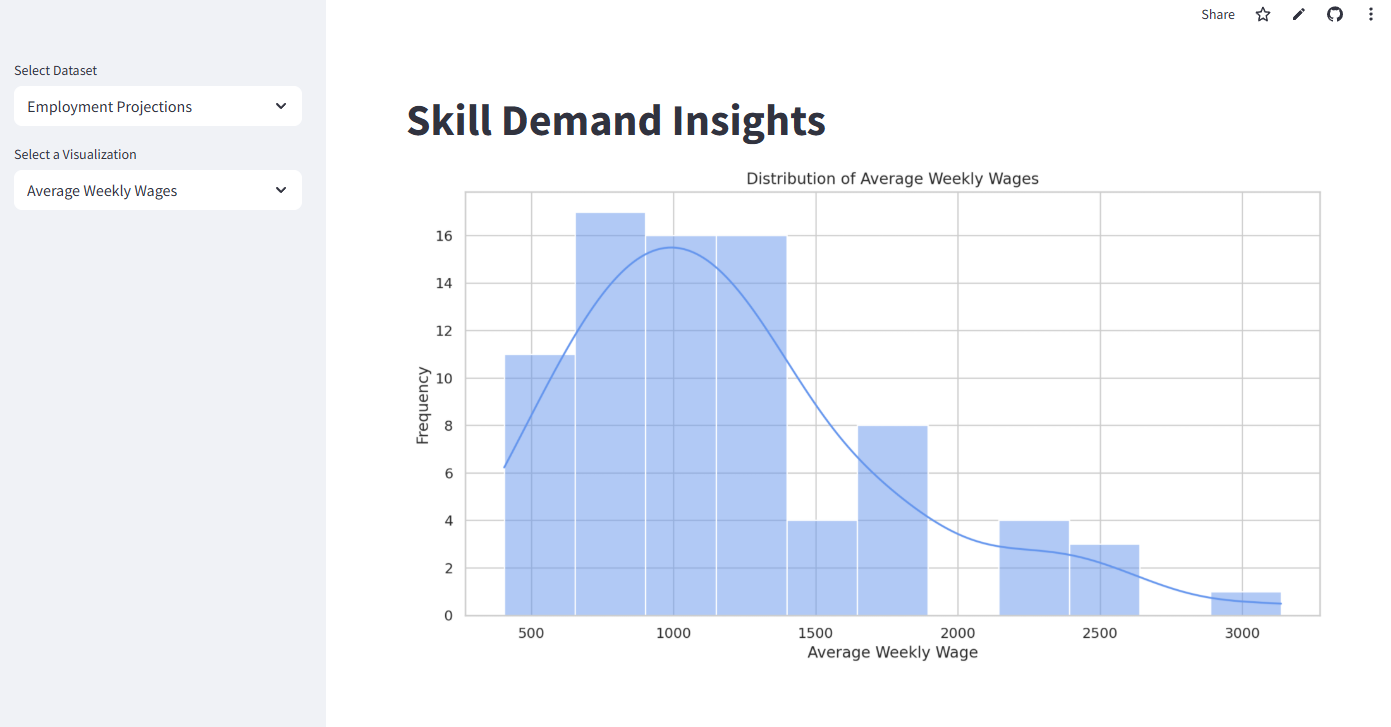 Share
Select Dataset
Employment Projections
Select a Visualization
Average Weekly Wages
Skill Demand Insights
Distribution of Average Weekly Wages
Frequency
16
14
12
10
8
6
4
2
0
500 1000 1500 2000 2500 3000
Average Weekly Wage